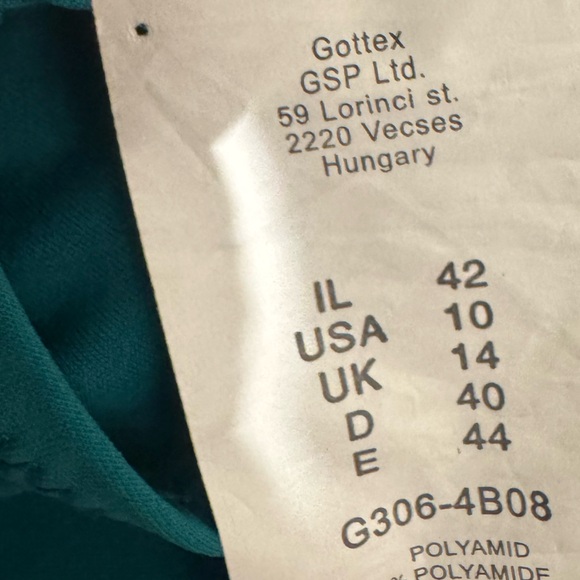 Gottex
GSP Ltd.
59 Lorinci st.
2220 Vecses
Hungary
IL 42
USA 10
UK 14
D 40
E 44
G306-4B08
POLYAMID
% POLYAMIDE